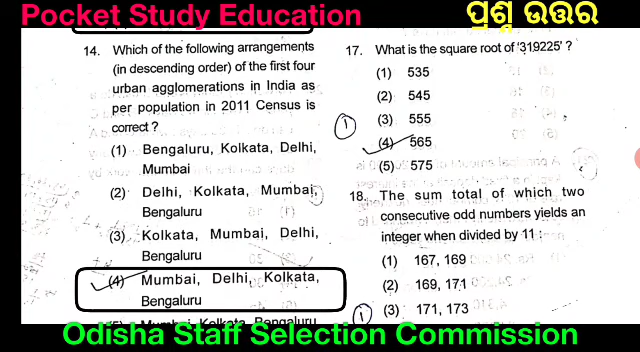 Pocket Study Education
ପ୍ରଶ୍ନ ଉତ୍ତର
14. Which of the following arrangements
(in descending order) of the first four
urban agglomerations in India as
per population in 2011 Census is
correct ?
(1) Bengaluru, Kolkata, Delhi,
Mumbai
(2) Delhi, Kolkata, Mumbai,
Bengaluru
(3) Kolkata, Mumbai, Delhi,
Bengaluru
(4) Mumbai, Delhi, Kolkata,
Bengaluru
(5) Mumbai, Kolkata, Bengaluru
17. What is the square root of '319225' ?
(1) 535
(2) 545
(3) 555
(4) 565
(5) 575
18. The sum total of which two
consecutive odd numbers yields an
integer when divided by 11 :
(1) 167, 169
(2) 169, 171
(3) 171, 173
Odisha Staff Selection Commission